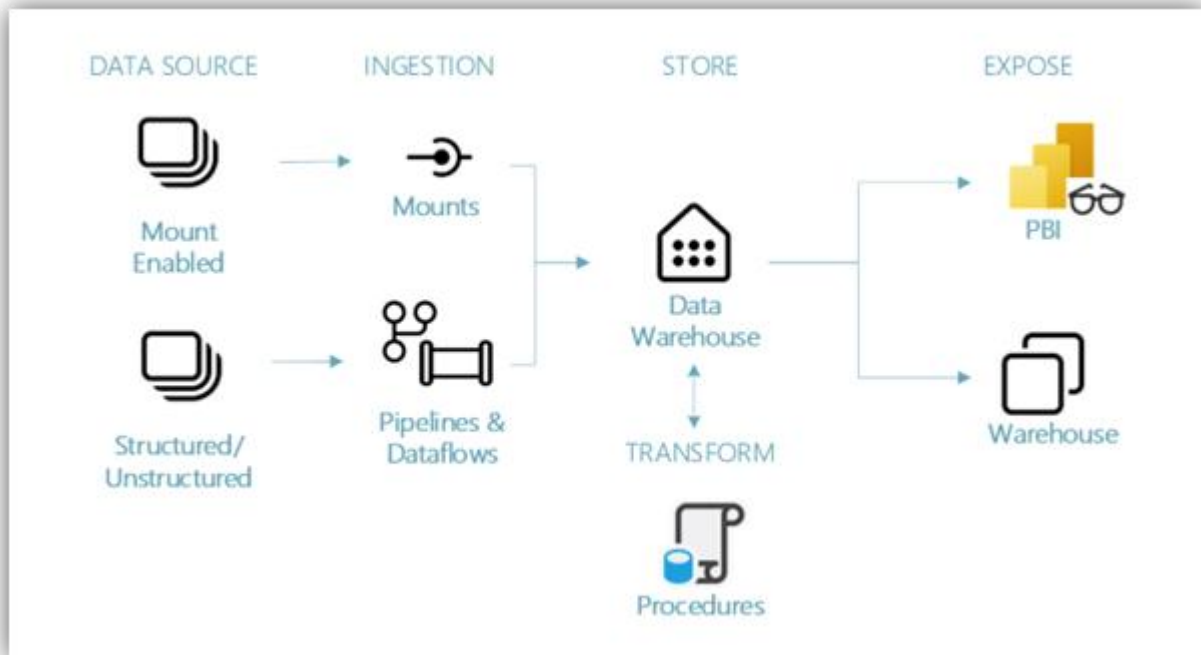 DATA SOURCE
INGESTION
STORE
EXPOSE
Mount
Enabled
Mounts
Data
Warehouse
PBI
Structured/
Unstructured
Pipelines &
Dataflows
TRANSFORM
Procedures
Warehouse